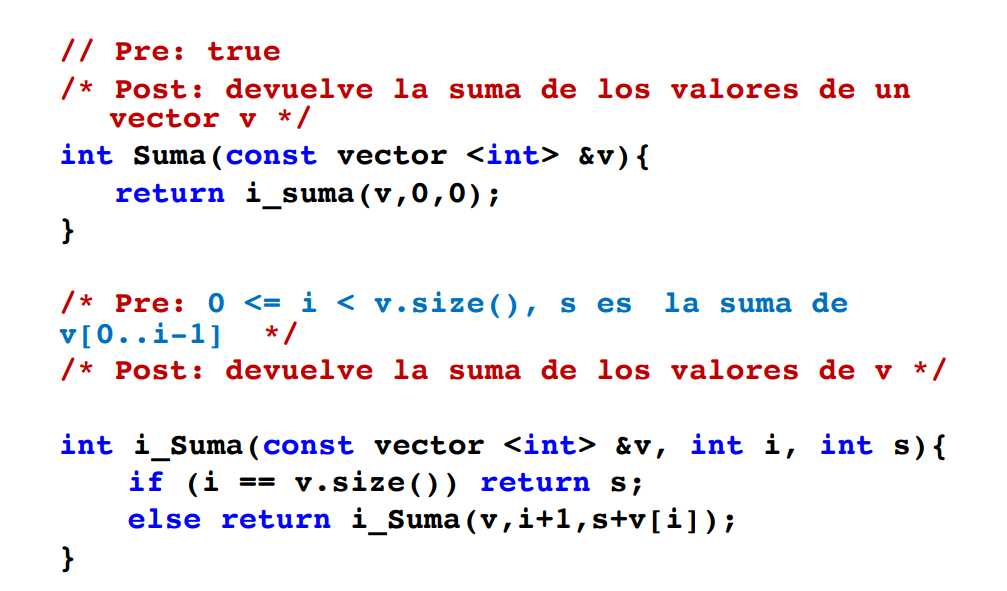 // Pre: true
/* Post: devuelve la suma de los valores de un
vector v */
int Suma(const vector <int> &v){
return i_suma(v,0,0);
}
/* Pre: 0 <= i < v.size(), s es la suma de
v[0..i-1] */
/* Post: devuelve la suma de los valores de v */
int i_Suma(const vector <int> &v, int i, int s){
if (i == v.size()) return s;
else return i_Suma(v,i+1,s+v[i]);
}